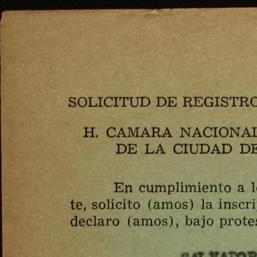 SOLICITUD DE REGISTRO
H. CAMARA NACIONAL
DE LA CIUDAD DE
En cumplimiento a l
te, solicito (amos) la inscri
declaro (amos), bajo protes
SALVADOR